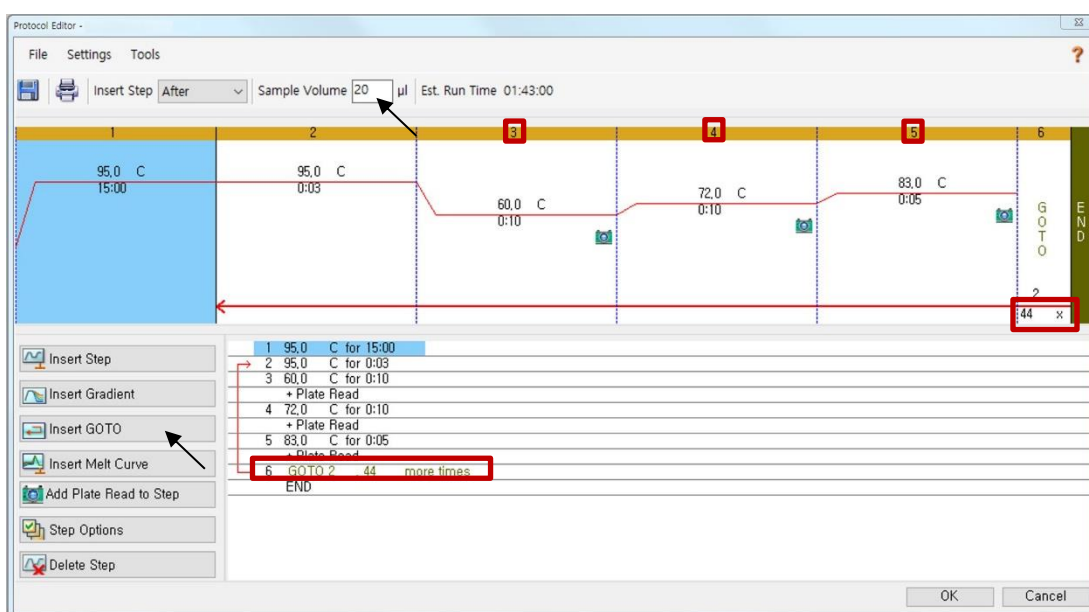 Protocol Editor -
File Settings Tools ?
Insert Step After Sample Volume 20 µl Est. Run Time 01:43:00
1 2 3 4 5 6
95,0 C
15:00
95,0 C
0:03
60,0 C
0:10
72,0 C
0:10
83,0 C
0:05
GOTO
2
44 x
END
Insert Step
Insert Gradient
Insert GOTO
Insert Melt Curve
Add Plate Read to Step
Step Options
Delete Step
1 95,0 C for 15:00
2 95,0 C for 0:03
3 60,0 C for 0:10
+ Plate Read
4 72,0 C for 0:10
+ Plate Read
5 83,0 C for 0:05
+ Plate Read
6 GOTO 2 , 44 more times
END
OK Cancel